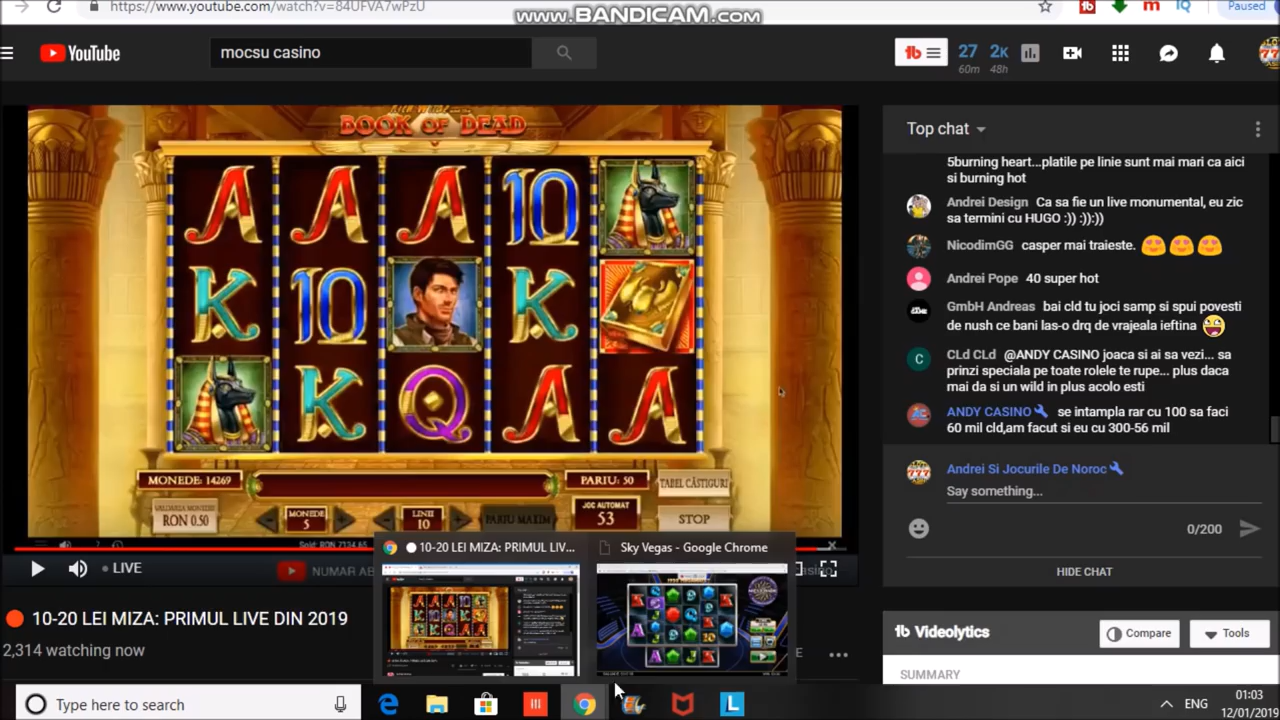 https://www.youtube.com/watch?v=84UFVA7wPzU
www.BANDICAM.com
Paused
YouTube
mocsu casino
27
60m
2K
48h
BOOK OF DEAD
A A A 10
K 10 K
K Q A A
MONEDE: 14269
PARIU: 50
TABEL CÂSTIGURI
VALOAREA MONEDEI
RON 0.50
MONEDE
5
LINII
10
PARIU MAXIM
JOC AUTOMAT
53
STOP
Sold: RON 7134.65
LIVE
NUMAR AB
10-20 LEI MIZA: PRIMUL LIVE DIN 2019
2,314 watching now
10-20 LEI MIZA: PRIMUL LIV...
Sky Vegas - Google Chrome
Top chat
5burning heart...platile pe linie sunt mai mari ca aici
si burning hot
Andrei Design Ca sa fie un live monumental, eu zic
sa termini cu HUGO :)) :)):))
NicodimGG casper mai traieste.
Andrei Pope 40 super hot
GmbH Andreas bai cld tu joci samp si spui povesti
de nush ce bani las-o drq de vrajeala ieftina
CLd CLd @ANDY CASINO joaca si ai sa vezi... sa
prinzi speciala pe toate rolele te rupe... plus daca
mai da si un wild in plus acolo esti
ANDY CASINO se intampla rar cu 100 sa faci
60 mil cld,am facut si eu cu 300-56 mil
Andrei Si Jocurile De Noroc
Say something...
0/200
HIDE CHAT
Videolytics
Compare
Tools
SUMMARY
Type here to search
ENG
01:03
12/01/2019